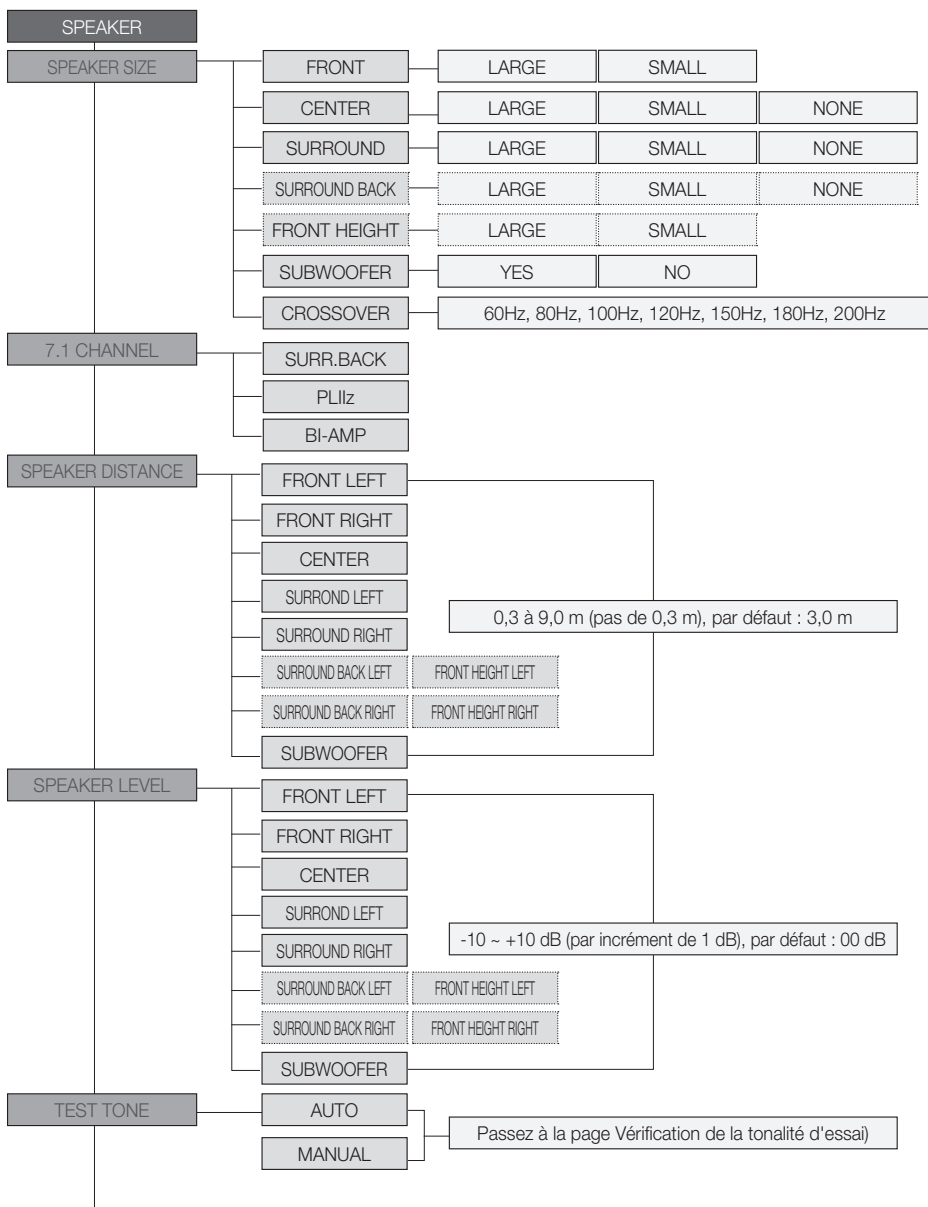 SPEAKER
SPEAKER SIZE
FRONT LARGE SMALL
CENTER LARGE SMALL NONE
SURROUND LARGE SMALL NONE
SURROUND BACK LARGE SMALL NONE
FRONT HEIGHT LARGE SMALL
SUBWOOFER YES NO
CROSSOVER 60Hz, 80Hz, 100Hz, 120Hz, 150Hz, 180Hz, 200Hz
7.1 CHANNEL
SURR.BACK
PLIIz
BI-AMP
SPEAKER DISTANCE
FRONT LEFT
FRONT RIGHT
CENTER
SURROND LEFT
0,3 à 9,0 m (pas de 0,3 m), par défaut : 3,0 m
SURROUND RIGHT
SURROUND BACK LEFT FRONT HEIGHT LEFT
SURROUND BACK RIGHT FRONT HEIGHT RIGHT
SUBWOOFER
SPEAKER LEVEL
FRONT LEFT
FRONT RIGHT
CENTER
SURROND LEFT
-10 ~ +10 dB (par incrément de 1 dB), par défaut : 00 dB
SURROUND RIGHT
SURROUND BACK LEFT FRONT HEIGHT LEFT
SURROUND BACK RIGHT FRONT HEIGHT RIGHT
SUBWOOFER
TEST TONE
AUTO
Passez à la page Vérification de la tonalité d'essai)
MANUAL